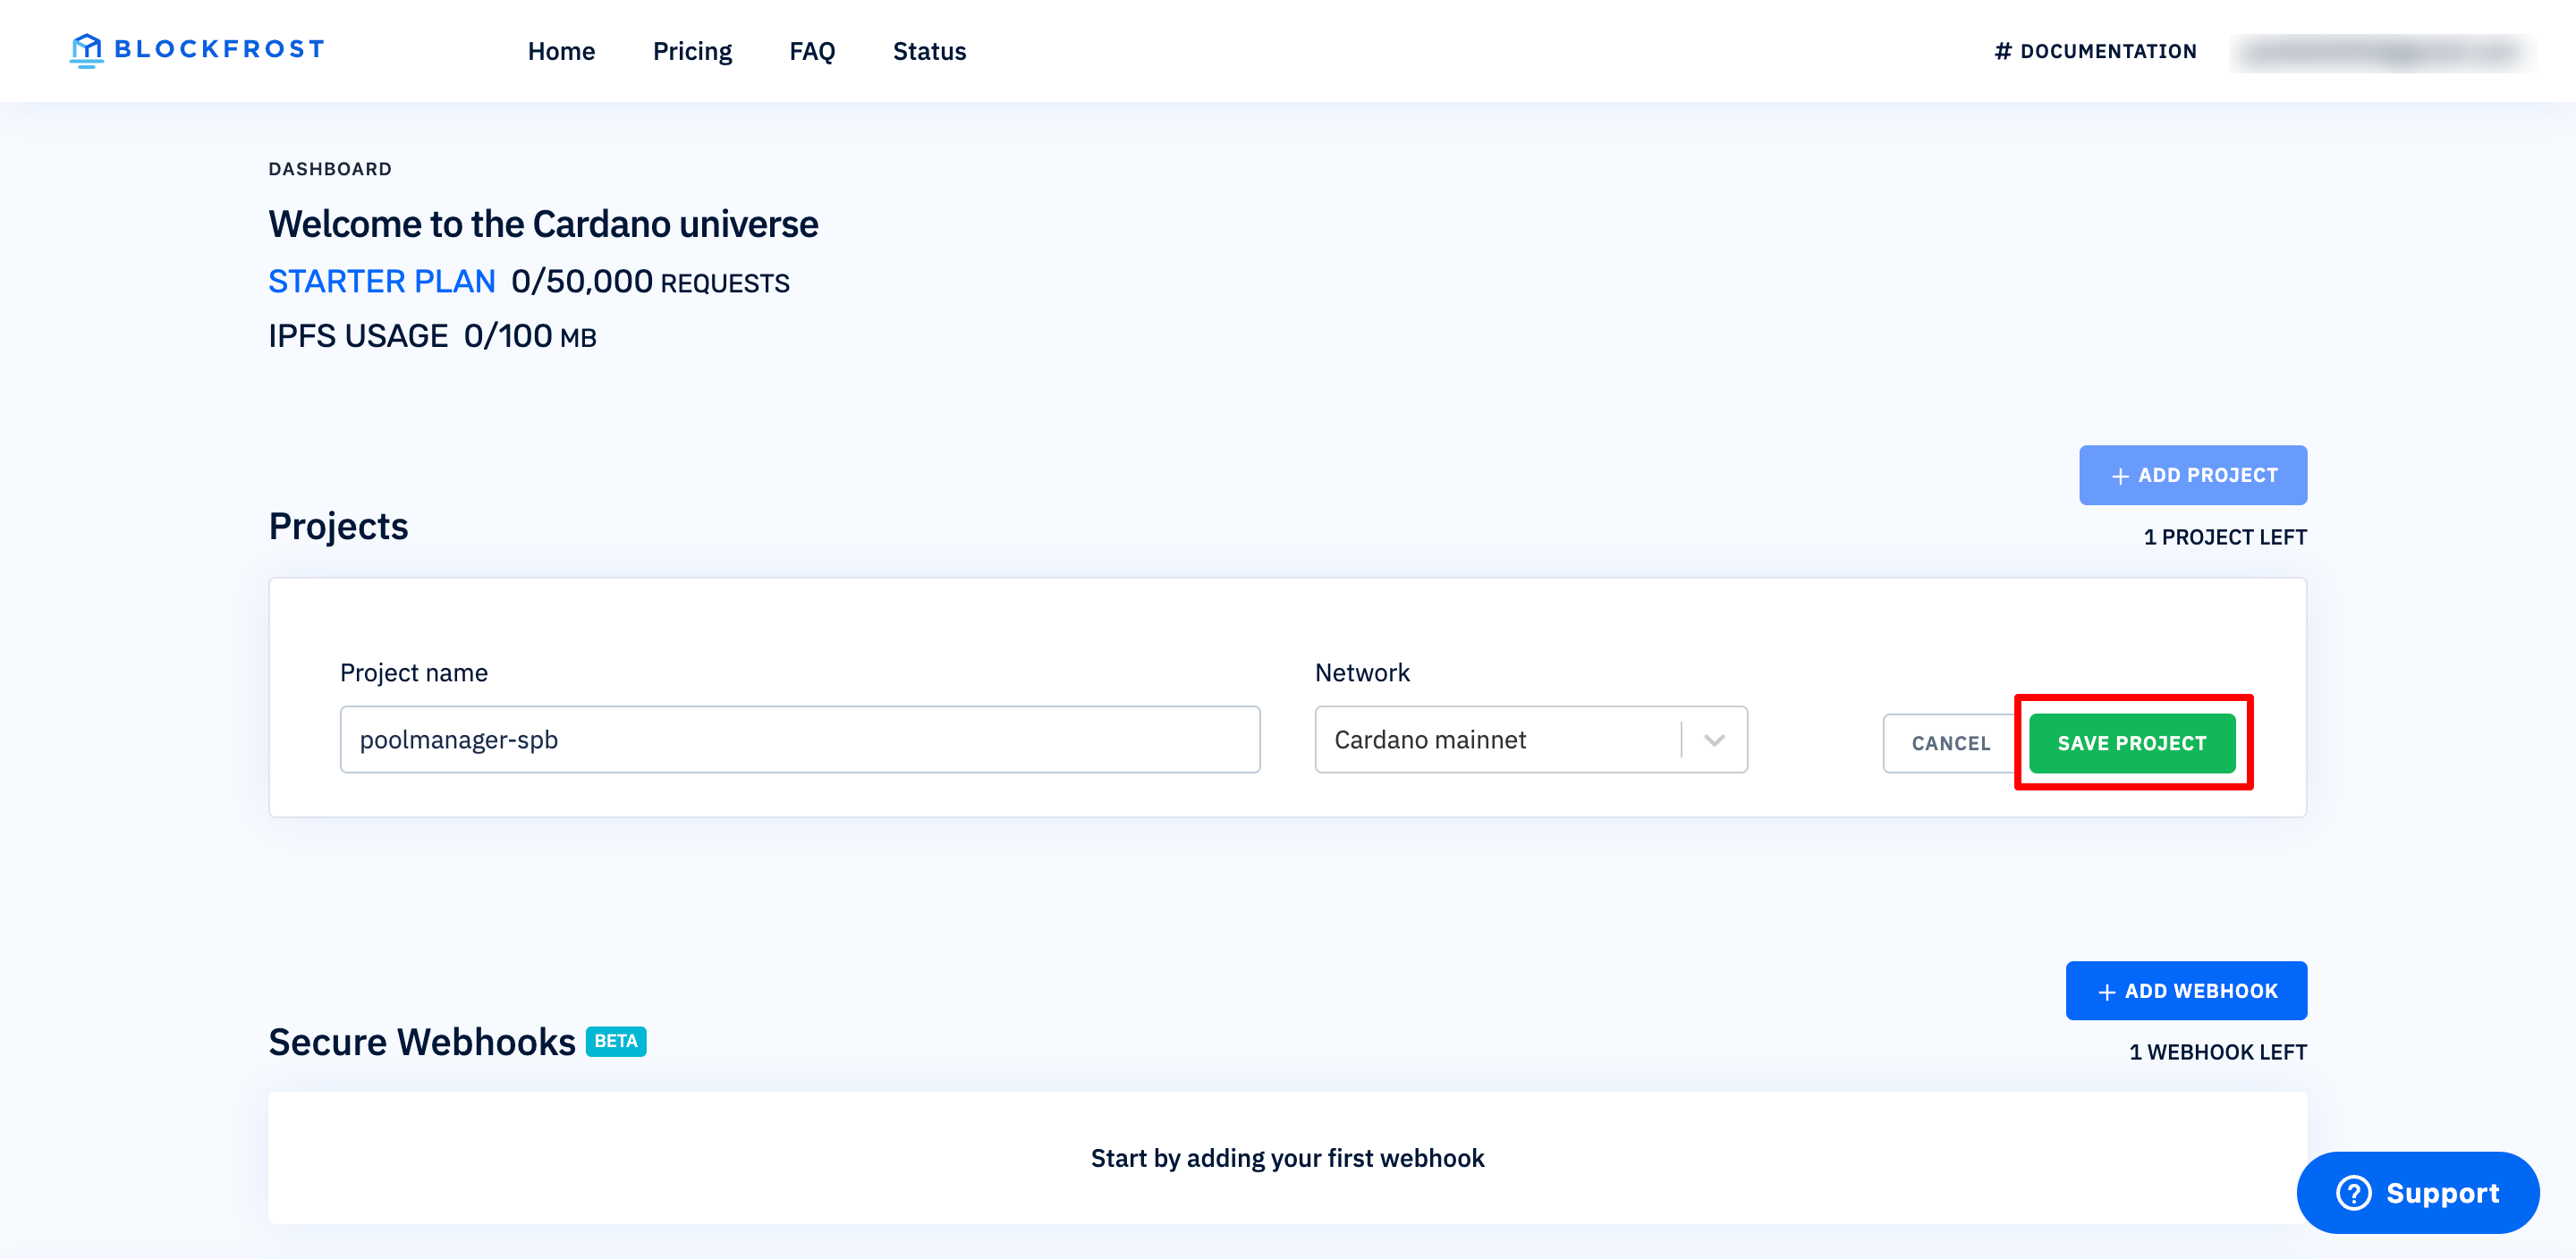 BLOCKFROST
Home Pricing FAQ Status
# DOCUMENTATION
DASHBOARD
Welcome to the Cardano universe
STARTER PLAN 0/50,000 REQUESTS
IPFS USAGE 0/100 MB
+ ADD PROJECT
Projects
1 PROJECT LEFT
Project name
Network
poolmanager-spb
Cardano mainnet
CANCEL
SAVE PROJECT
+ ADD WEBHOOK
Secure Webhooks BETA
1 WEBHOOK LEFT
Start by adding your first webhook
? Support